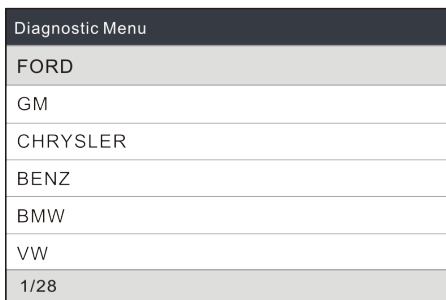 Diagnostic Menu
FORD
GM
CHRYSLER
BENZ
BMW
VW
1/28